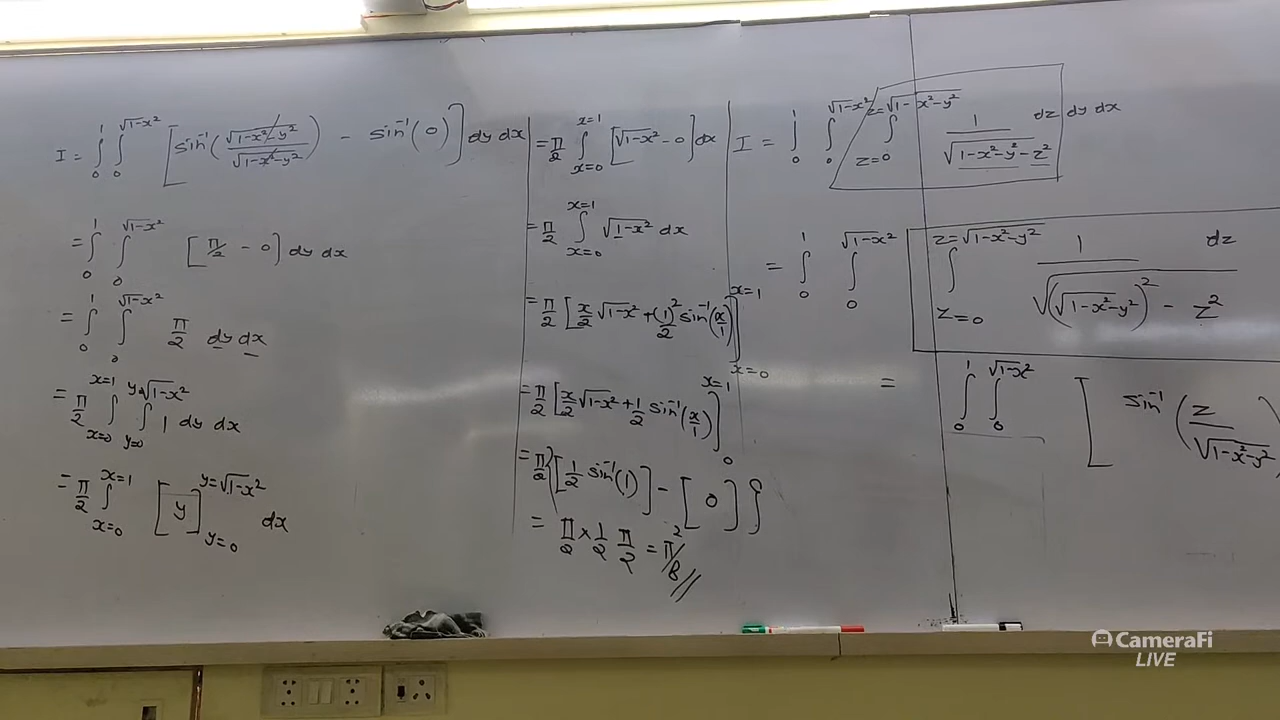 I = ∫₀¹ ∫₀^√1-x² [sin⁻¹(√1-x²-y² / √1-x²-y²) - sin⁻¹(0)] dy dx
= ∫₀¹ ∫₀^√1-x² [π/2 - 0] dy dx
= ∫₀¹ ∫₀^√1-x² π/2 dy dx
= π/2 ∫_{x=0}^{x=1} ∫_{y=0}^{y=√1-x²} 1 dy dx
= π/2 ∫_{x=0}^{x=1} [y]_{y=0}^{y=√1-x²} dx
= π/2 ∫_{x=0}^{x=1} [√1-x² - 0] dx
= π/2 ∫_{x=0}^{x=1} √1-x² dx
= π/2 [x/2 √1-x² + (1)²/2 sin⁻¹(x/1)]_{x=0}^{x=1}
= π/2 [x/2 √1-x² + 1/2 sin⁻¹(x/1)]_0^{x=1}
= π/2 {[1/2 sin⁻¹(1)] - [0]}
= π/2 × 1/2 π/2 = π²/8 //
I = ∫₀¹ ∫₀^√1-x² ∫_{z=0}^{z=√1-x²-y²} 1/√1-x²-y²-z² dz dy dx
= ∫₀¹ ∫₀^√1-x² ∫_{z=0}^{z=√1-x²-y²} 1/√(√1-x²-y²)² - z² dz
= ∫₀¹ ∫₀^√1-x² [sin⁻¹(z/√1-x²-y²)
CameraFi
LIVE